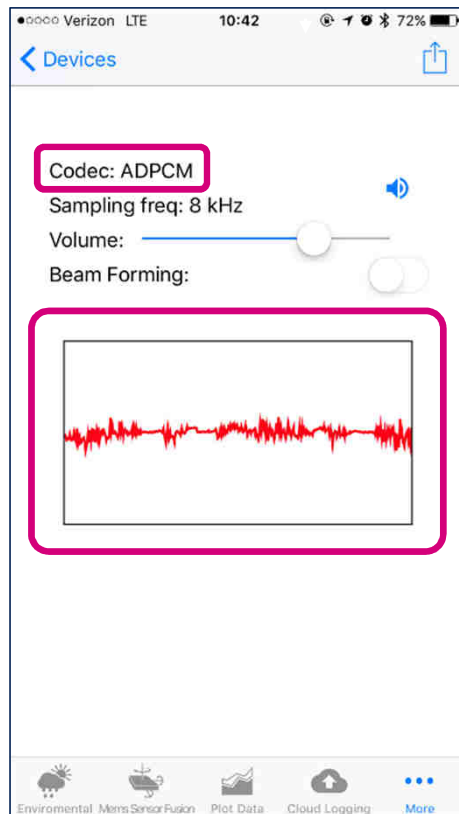 Verizon LTE 10:42 72%
Devices
Codec: ADPCM
Sampling freq: 8 kHz
Volume:
Beam Forming:
Enviromental Mems Sensor Fusion Plot Data Cloud Logging More